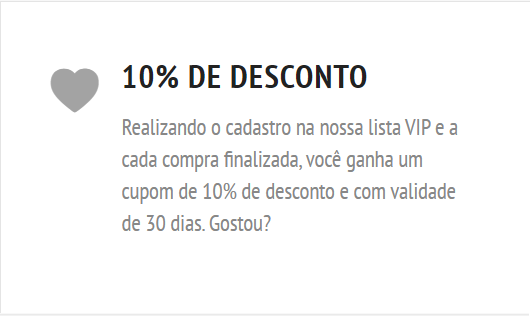 10% DE DESCONTO
Realizando o cadastro na nossa lista VIP e a
cada compra finalizada, você ganha um
cupom de 10% de desconto e com validade
de 30 dias. Gostou?